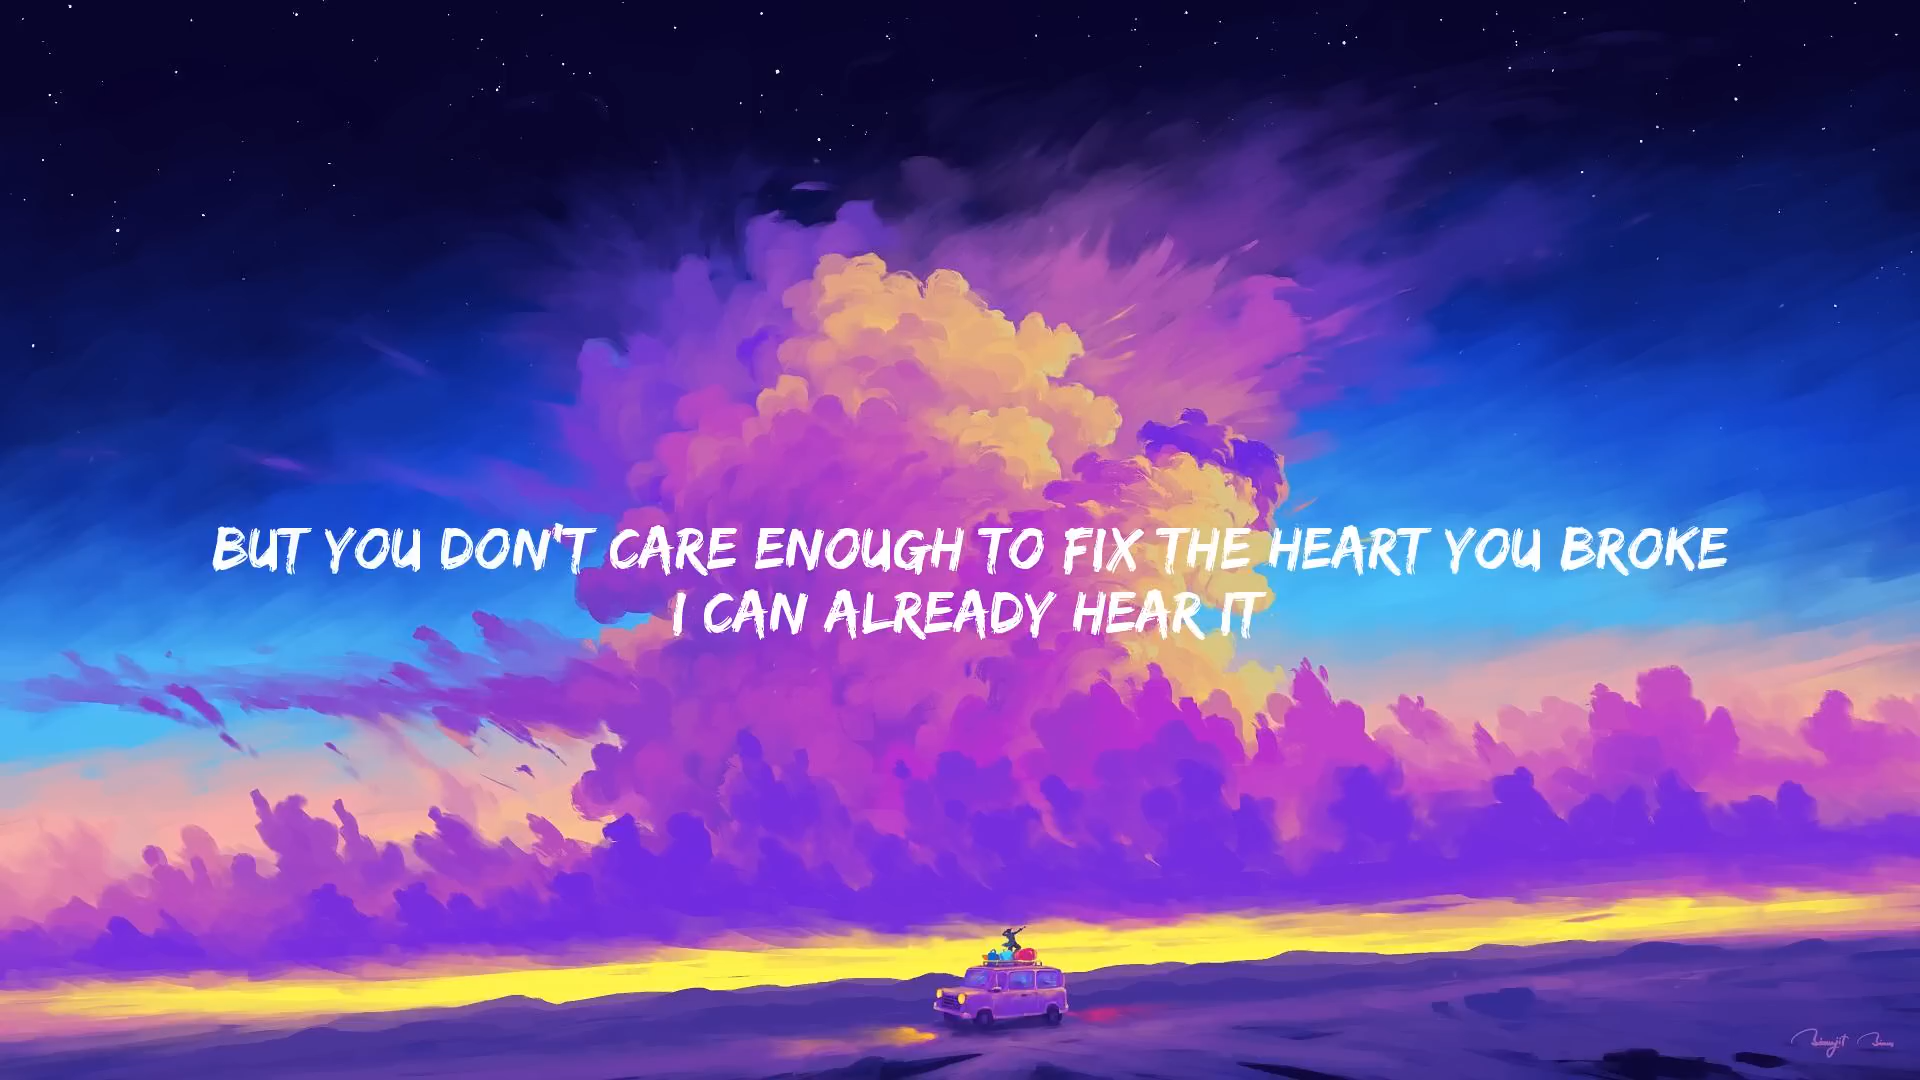 BUT YOU DON'T CARE ENOUGH TO FIX THE HEART YOU BROKE
I CAN ALREADY HEAR IT